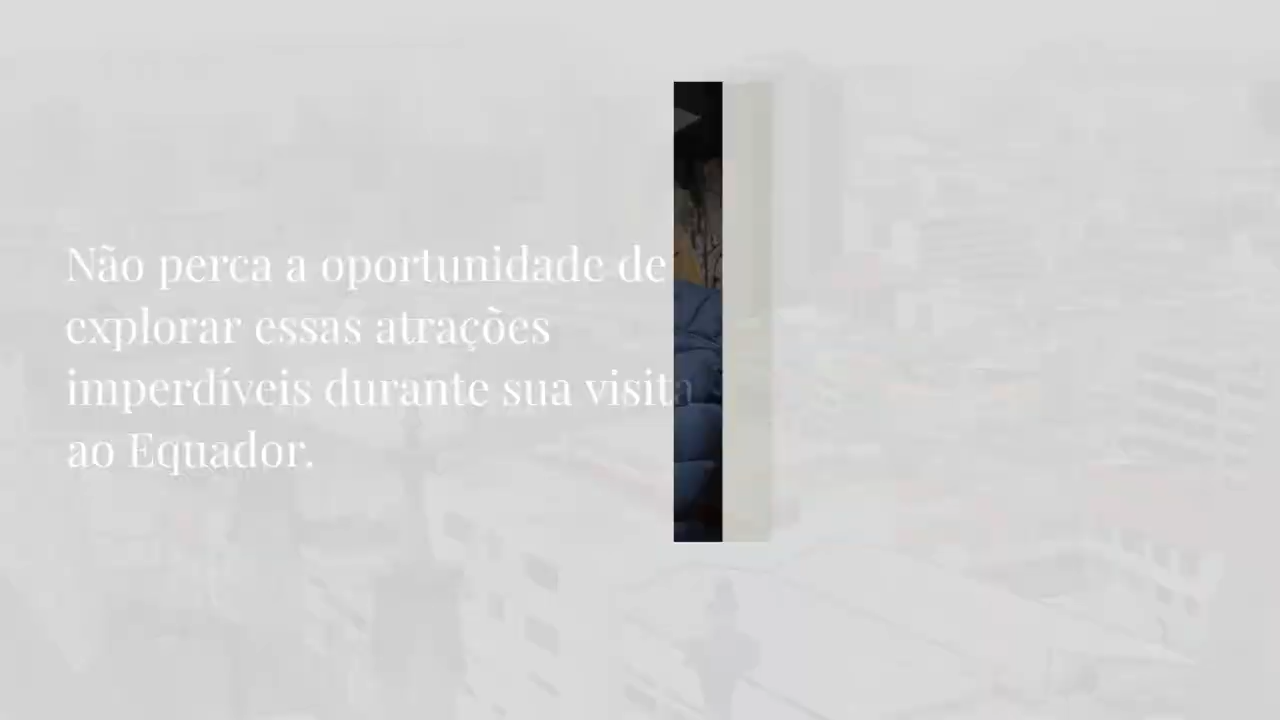 Não perca a oportunidade de
explorar essas atrações
imperdíveis durante sua visita
ao Equador.